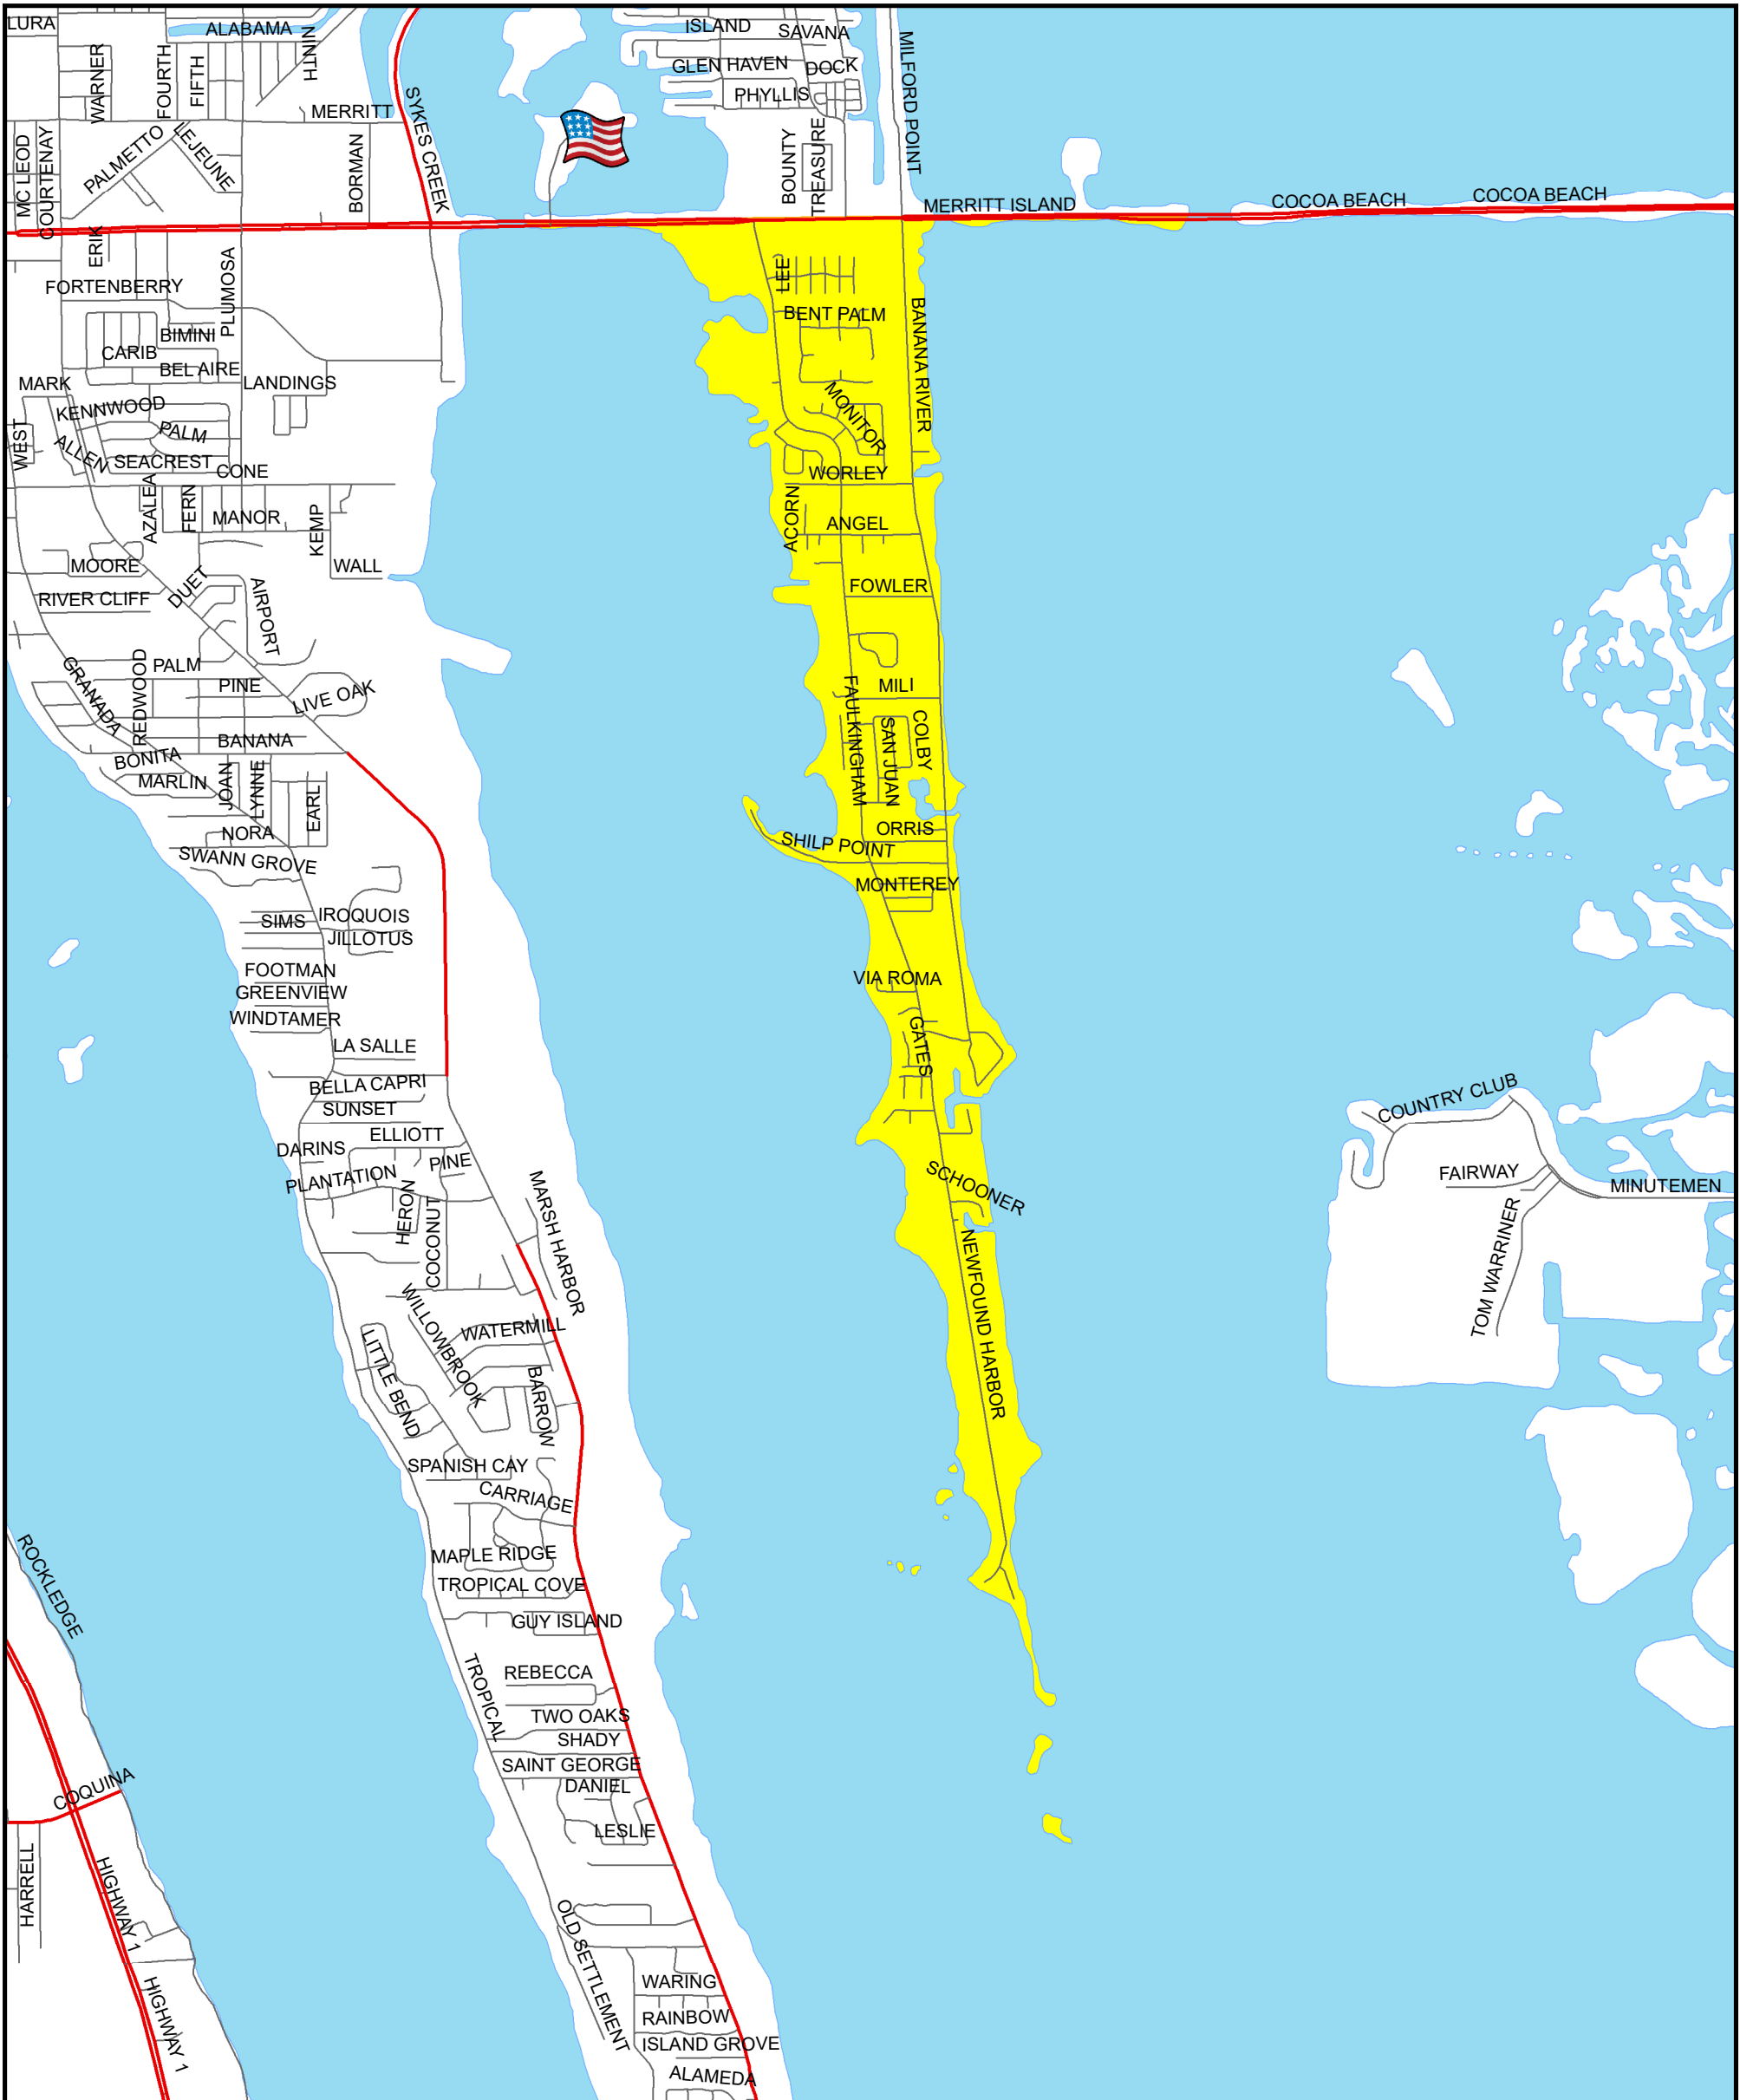 LURA
ALABAMA
NINTH
WARNER
FOURTH
FIFTH
MERRITT
SYKES CREEK
ISLAND
SAVANA
GLEN HAVEN
DOCK
PHYLLIS
MILFORD POINT
MC LEOD
COURTENAY
PALMETTO
LEJEUNE
BORMAN
BOUNTY
TREASURE
MERRITT ISLAND
COCOA BEACH
COCOA BEACH
ERIK
PLUMOSA
LEE
FORTENBERRY
BENT PALM
BANANA RIVER
BIMINI
CARIB
BEL AIRE
MARK
LANDINGS
KENNWOOD
MONITOR
PALM
WEST
ALLEN
SEACREST
CONE
WORLEY
AZALEA
FERN
MANOR
KEMP
ACORN
ANGEL
MOORE
WALL
DUET
AIRPORT
RIVER CLIFF
FOWLER
GRANADA
REDWOOD
PALM
PINE
LIVE OAK
MILI
FAULKINGHAM
SAN JUAN
COLBY
BANANA
BONITA
MARLIN
JOAN
LYNNE
EARL
NORA
ORRIS
SHILP POINT
SWANN GROVE
MONTEREY
SIMS
IROQUOIS
JILLOTUS
FOOTMAN
VIA ROMA
GREENVIEW
WINDTAMER
GATES
LA SALLE
BELLA CAPRI
COUNTRY CLUB
SUNSET
ELLIOTT
DARINS
PINE
PLANTATION
SCHOONER
FAIRWAY
MINUTEMEN
HERON
COCONUT
MARSH HARBOR
NEWFOUND HARBOR
TOM WARRINER
WILLOWBROOK
WATERMILL
LITTLE BEND
BARROW
SPANISH CAY
CARRIAGE
MAPLE RIDGE
ROCKLEDGE
TROPICAL COVE
GUY ISLAND
TROPICAL
REBECCA
TWO OAKS
SHADY
SAINT GEORGE
COQUINA
DANIEL
LESLIE
HARRELL
HIGHWAY 1
OLD SETTLEMENT
HIGHWAY 1
WARING
RAINBOW
ISLAND GROVE
ALAMEDA